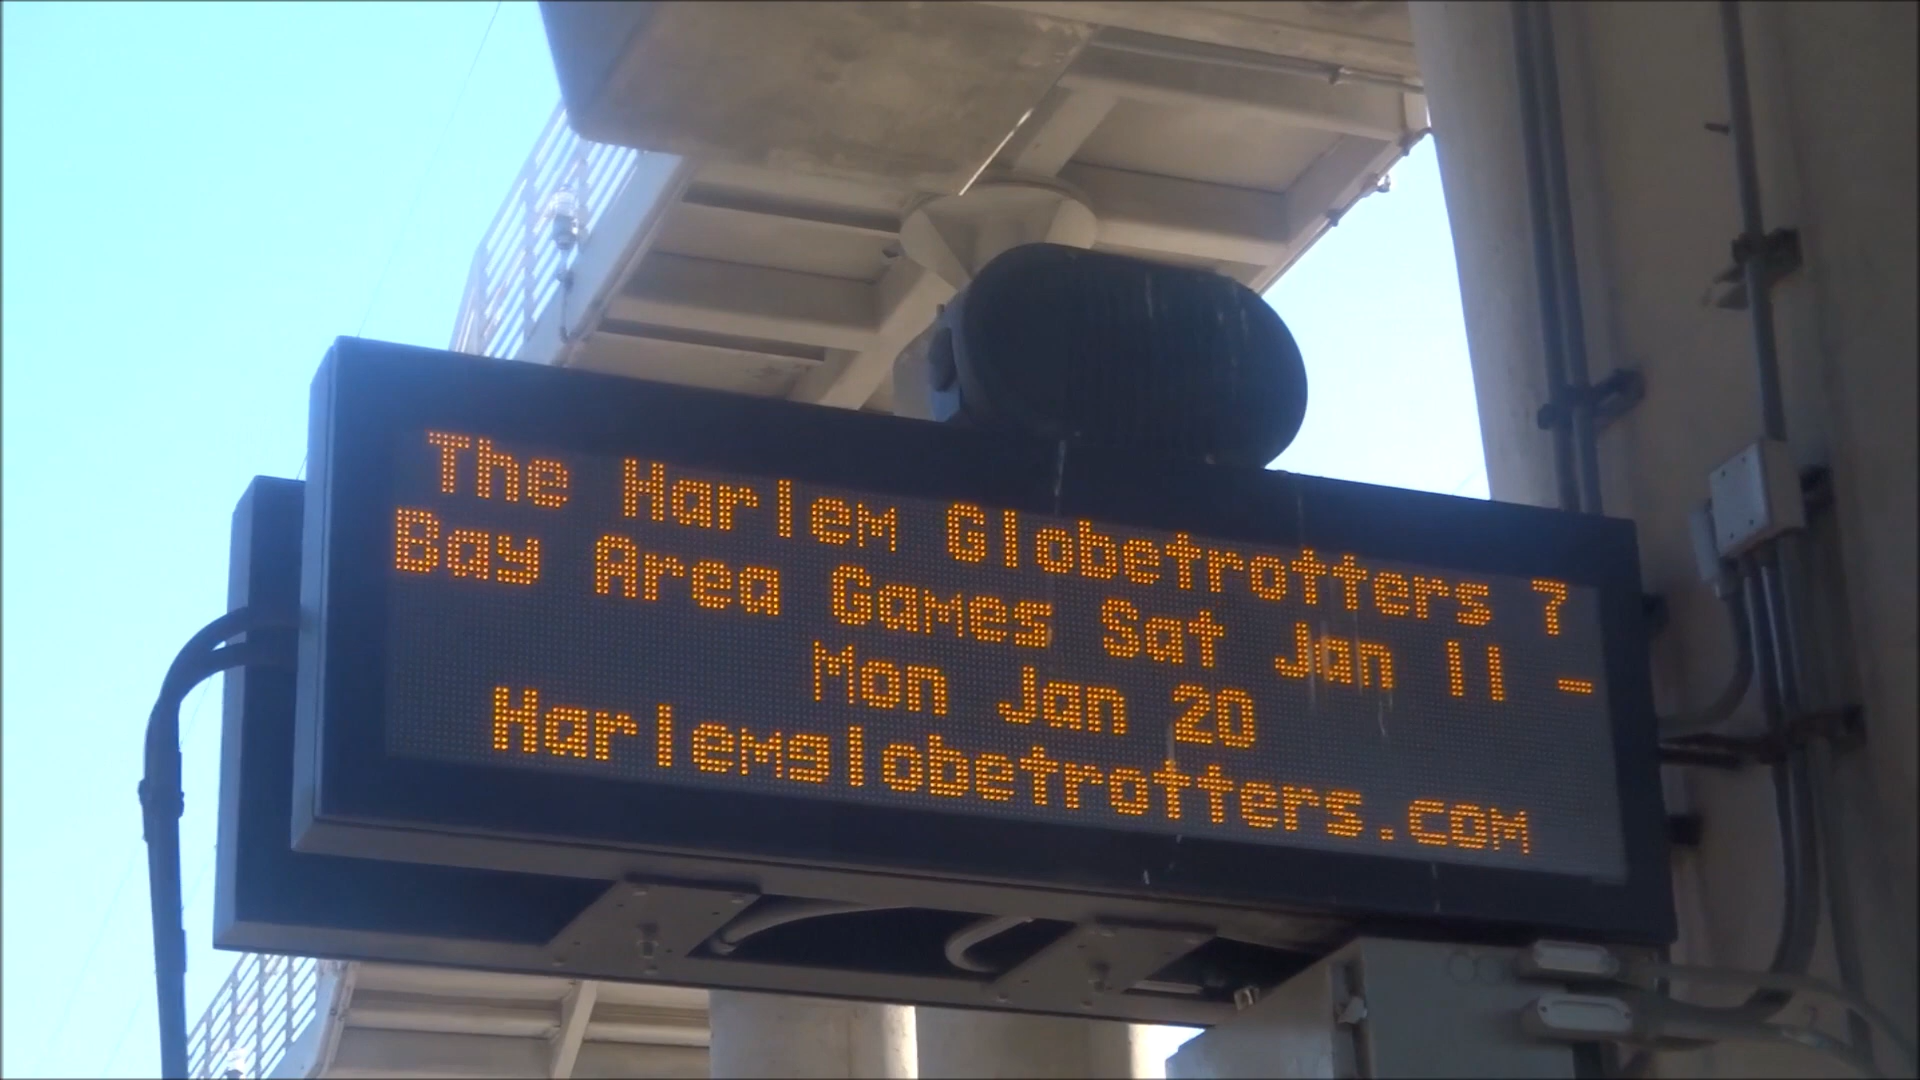 The Harlem Globetrotters 7
Bay Area Games Sat Jan 11 -
Mon Jan 20
Harlemglobetrotters.com